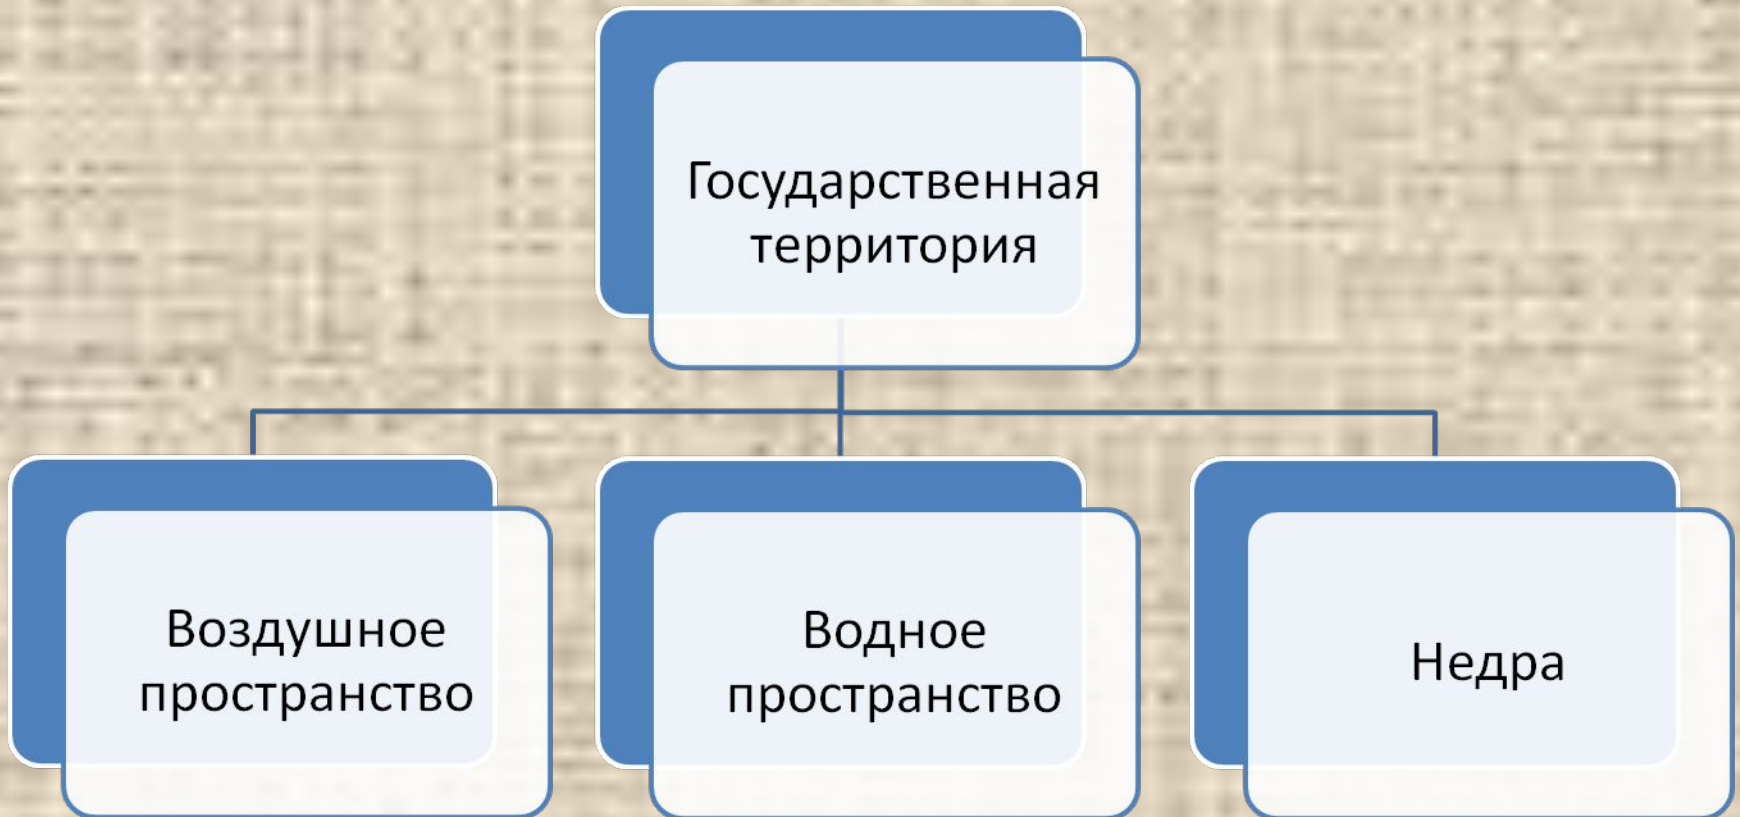 Государственная
территория
Воздушное
пространство
Водное
пространство
Недра